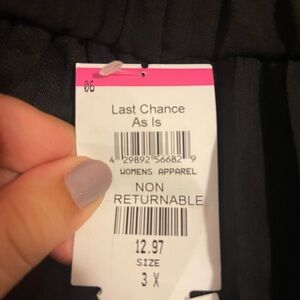 06
Last Chance
As Is
4 29892 56682 9
WOMENS APPAREL
NON
RETURNABLE
12.97
SIZE
3 X